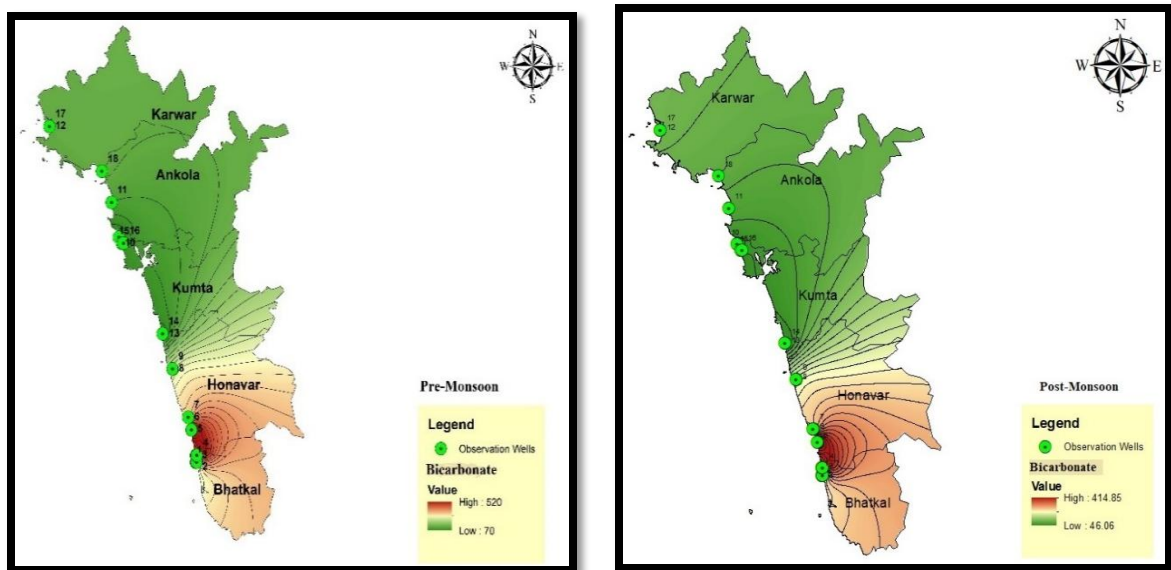 N
W E
S
Karwar
17
12
18
Ankola
11
1516
10
Kumta
14
13
9
8
Honavar
7
6
Bhatkal
Pre-Monsoon
Legend
Observation Wells
Bicarbonate
Value
High : 520
Low : 70
N
W E
S
Karwar
17
12
18
Ankola
11
Kumta
Honavar
Bhatkal
Post-Monsoon
Legend
Observation Wells
Bicarbonate
Value
High : 414.85
Low : 46.06